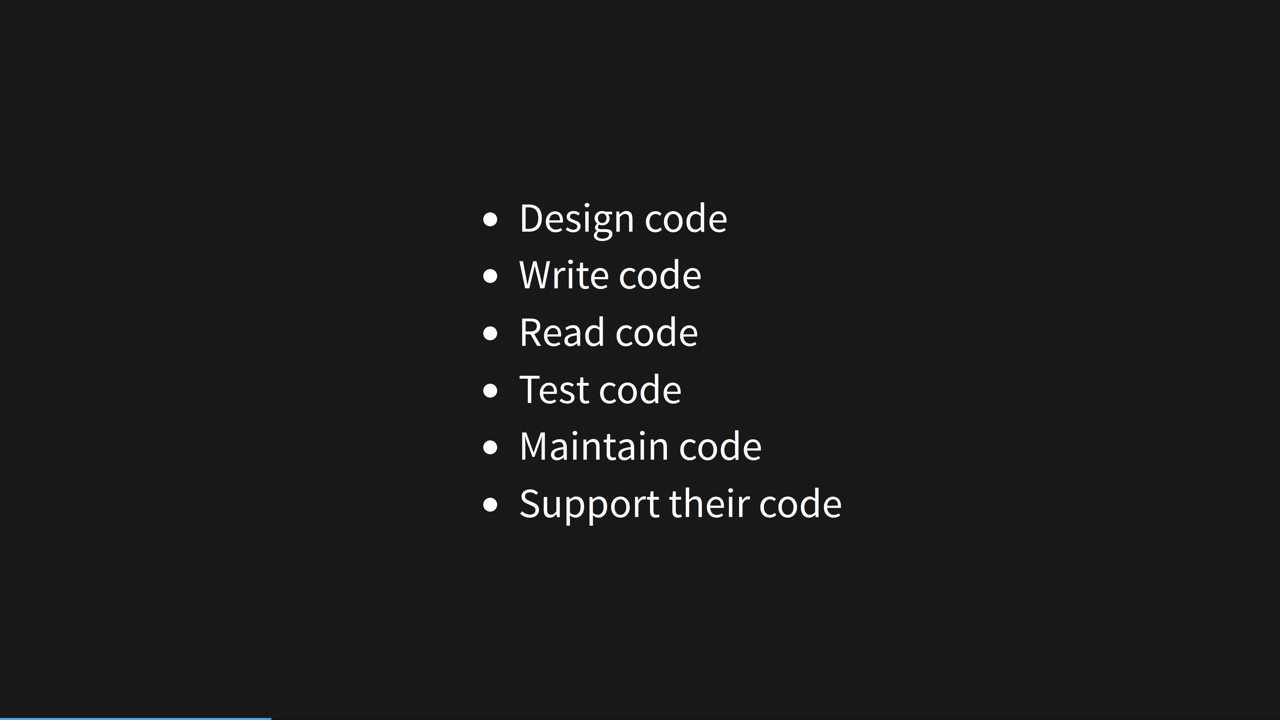 • Design code
• Write code
• Read code
• Test code
• Maintain code
• Support their code